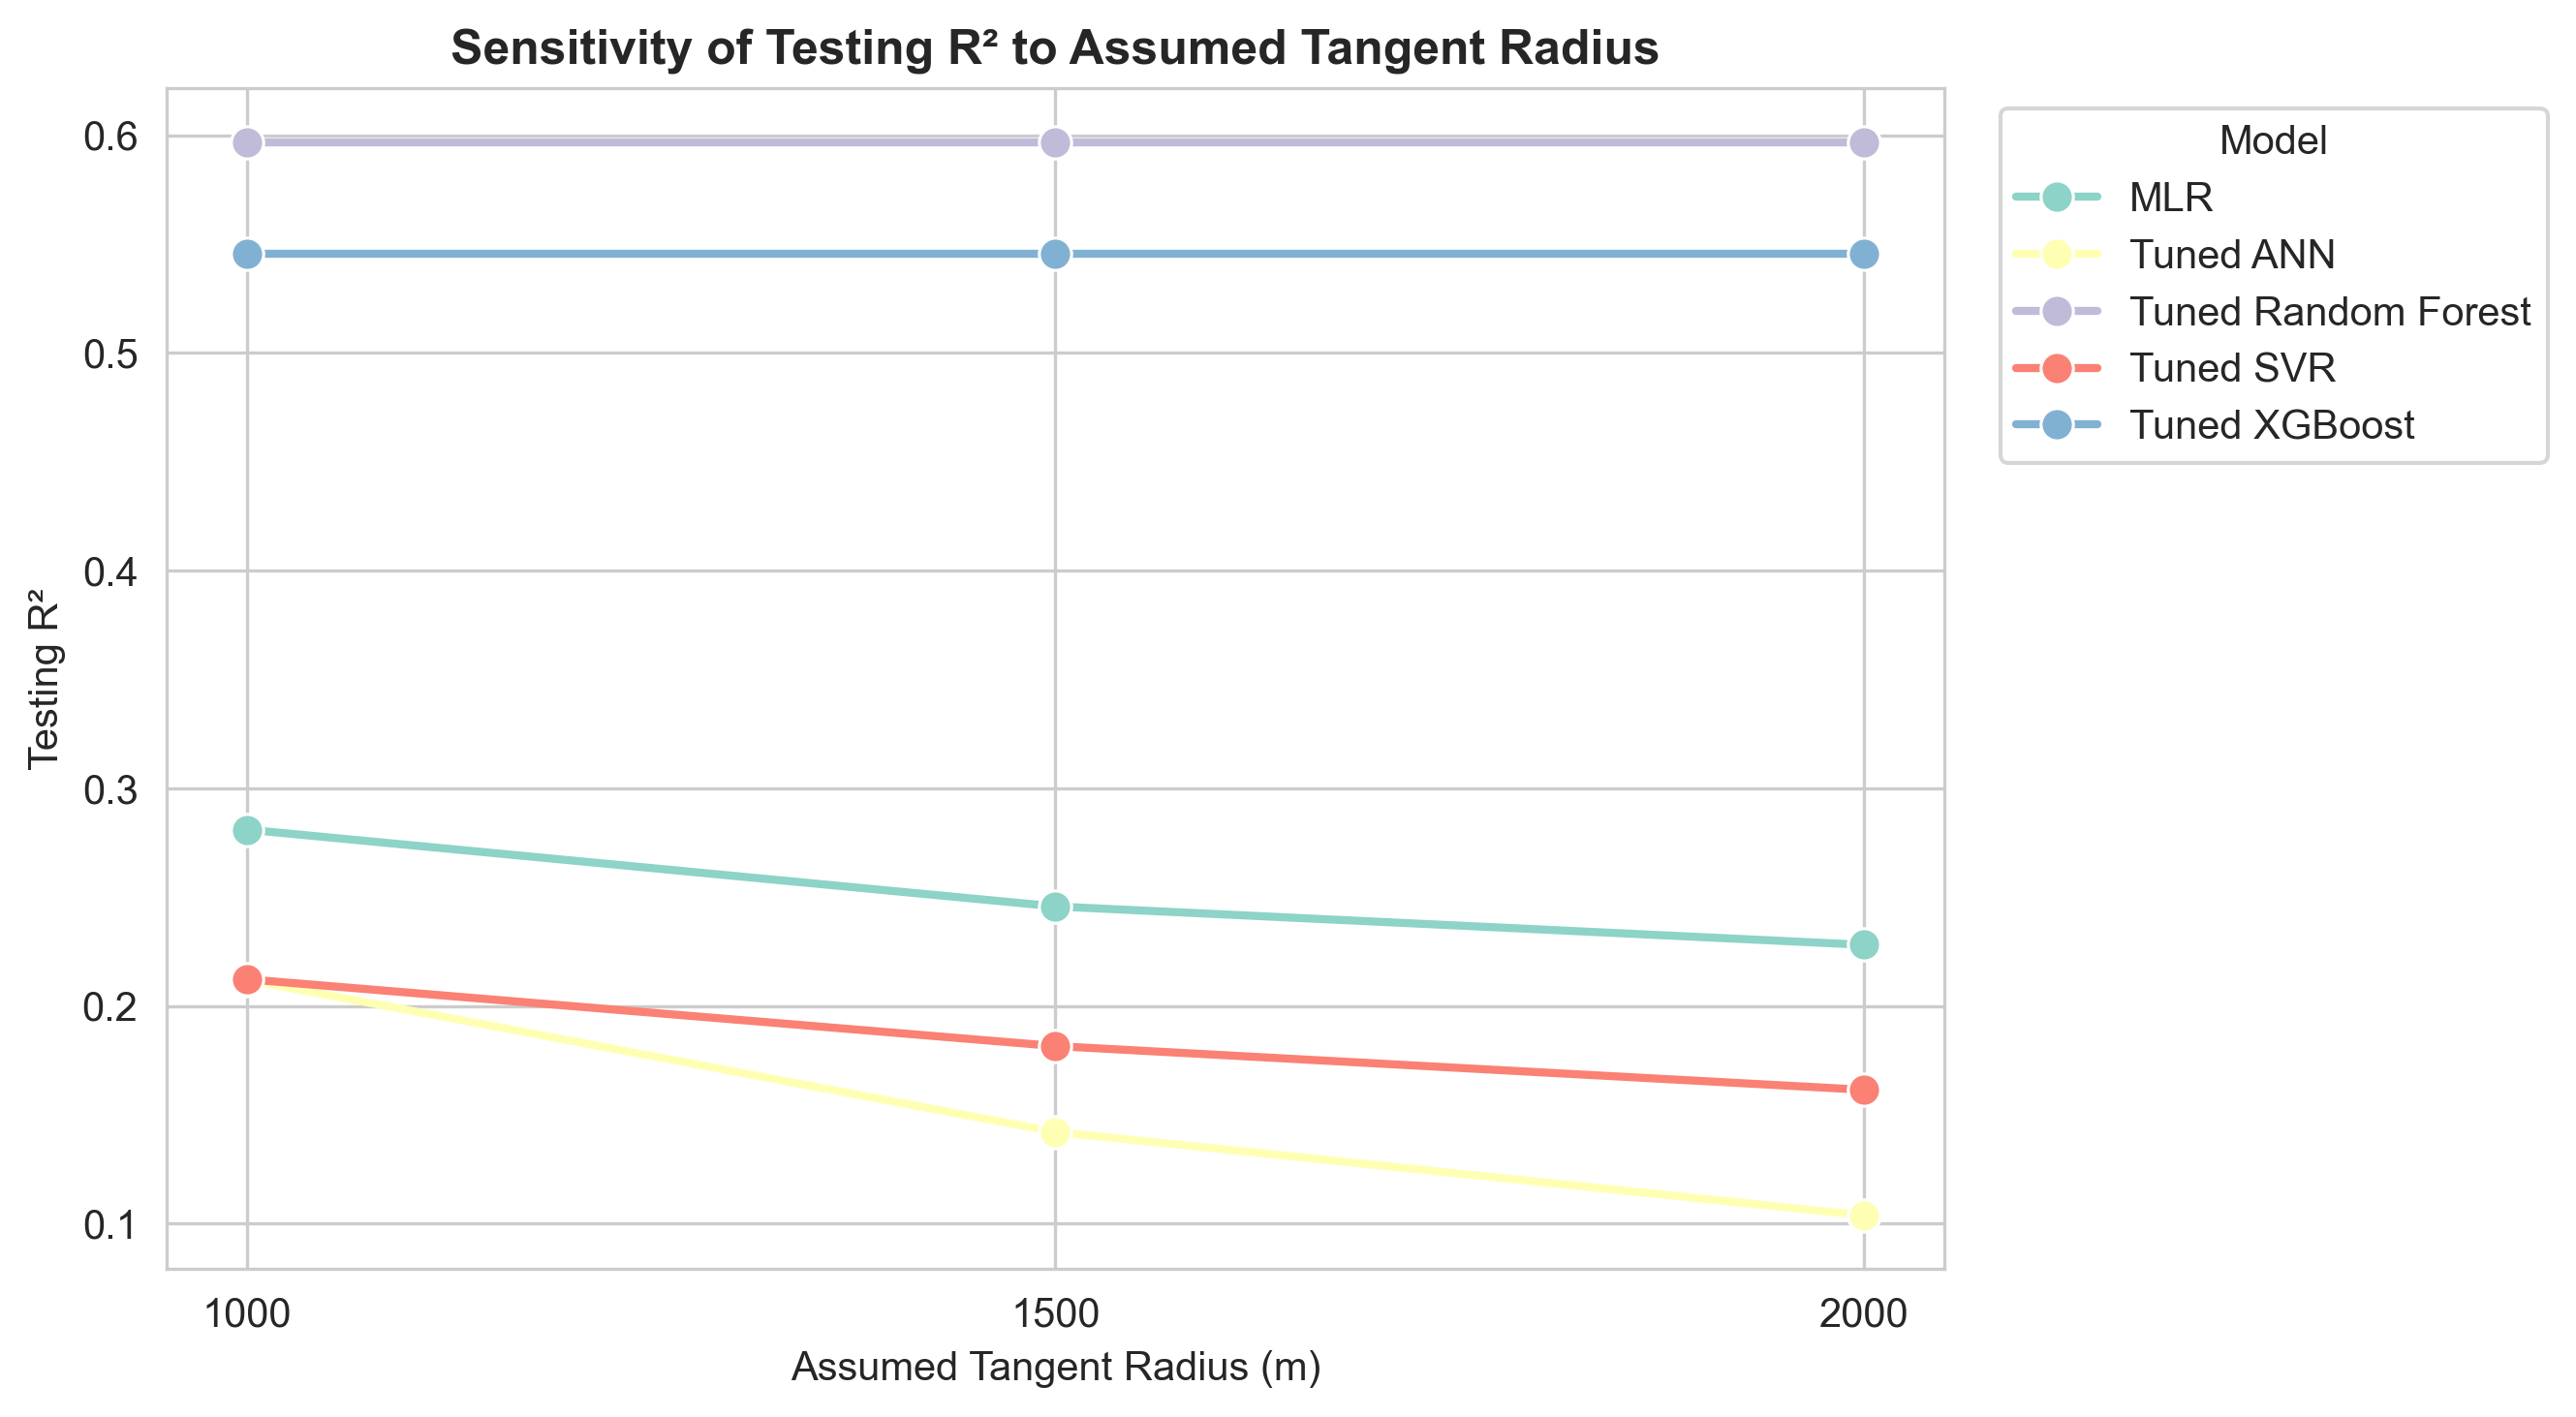 Sensitivity of Testing R² to Assumed Tangent Radius
0.6
0.5
0.4
0.3
0.2
0.1
Testing R²
1000
1500
2000
Assumed Tangent Radius (m)
Model
MLR
Tuned ANN
Tuned Random Forest
Tuned SVR
Tuned XGBoost